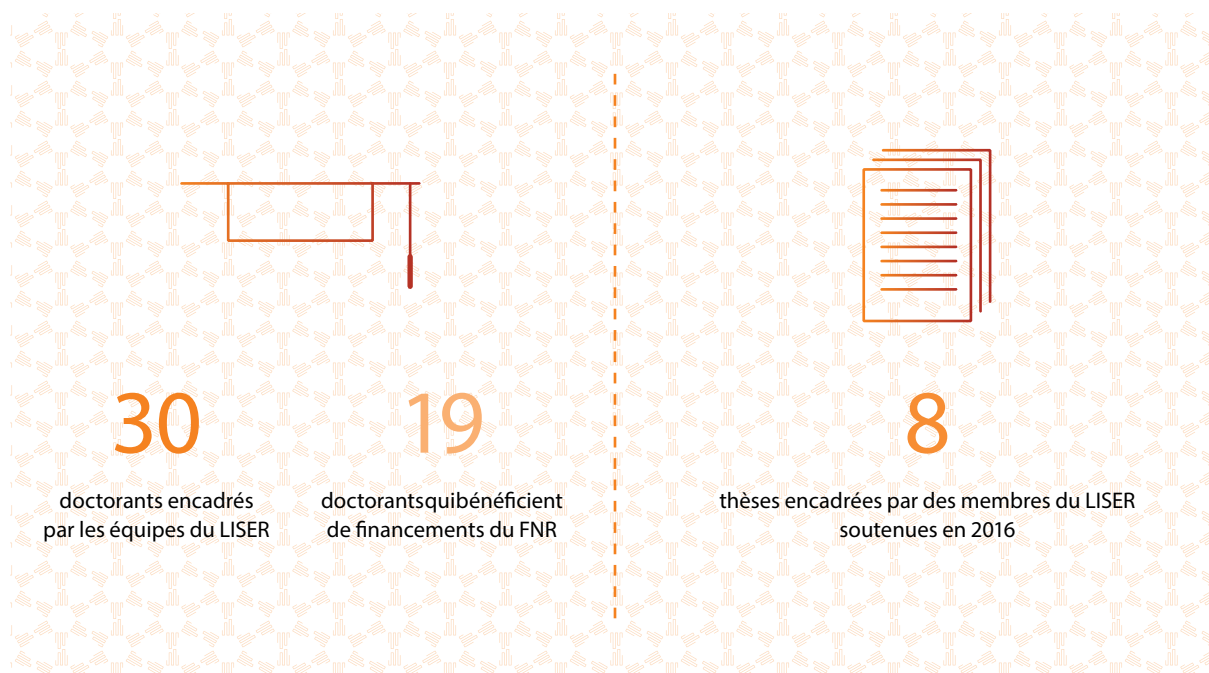 30
doctorants encadrés
par les équipes du LISER
19
doctorantsquibénéficient
de financements du FNR
8
thèses encadrées par des membres du LISER
soutenues en 2016